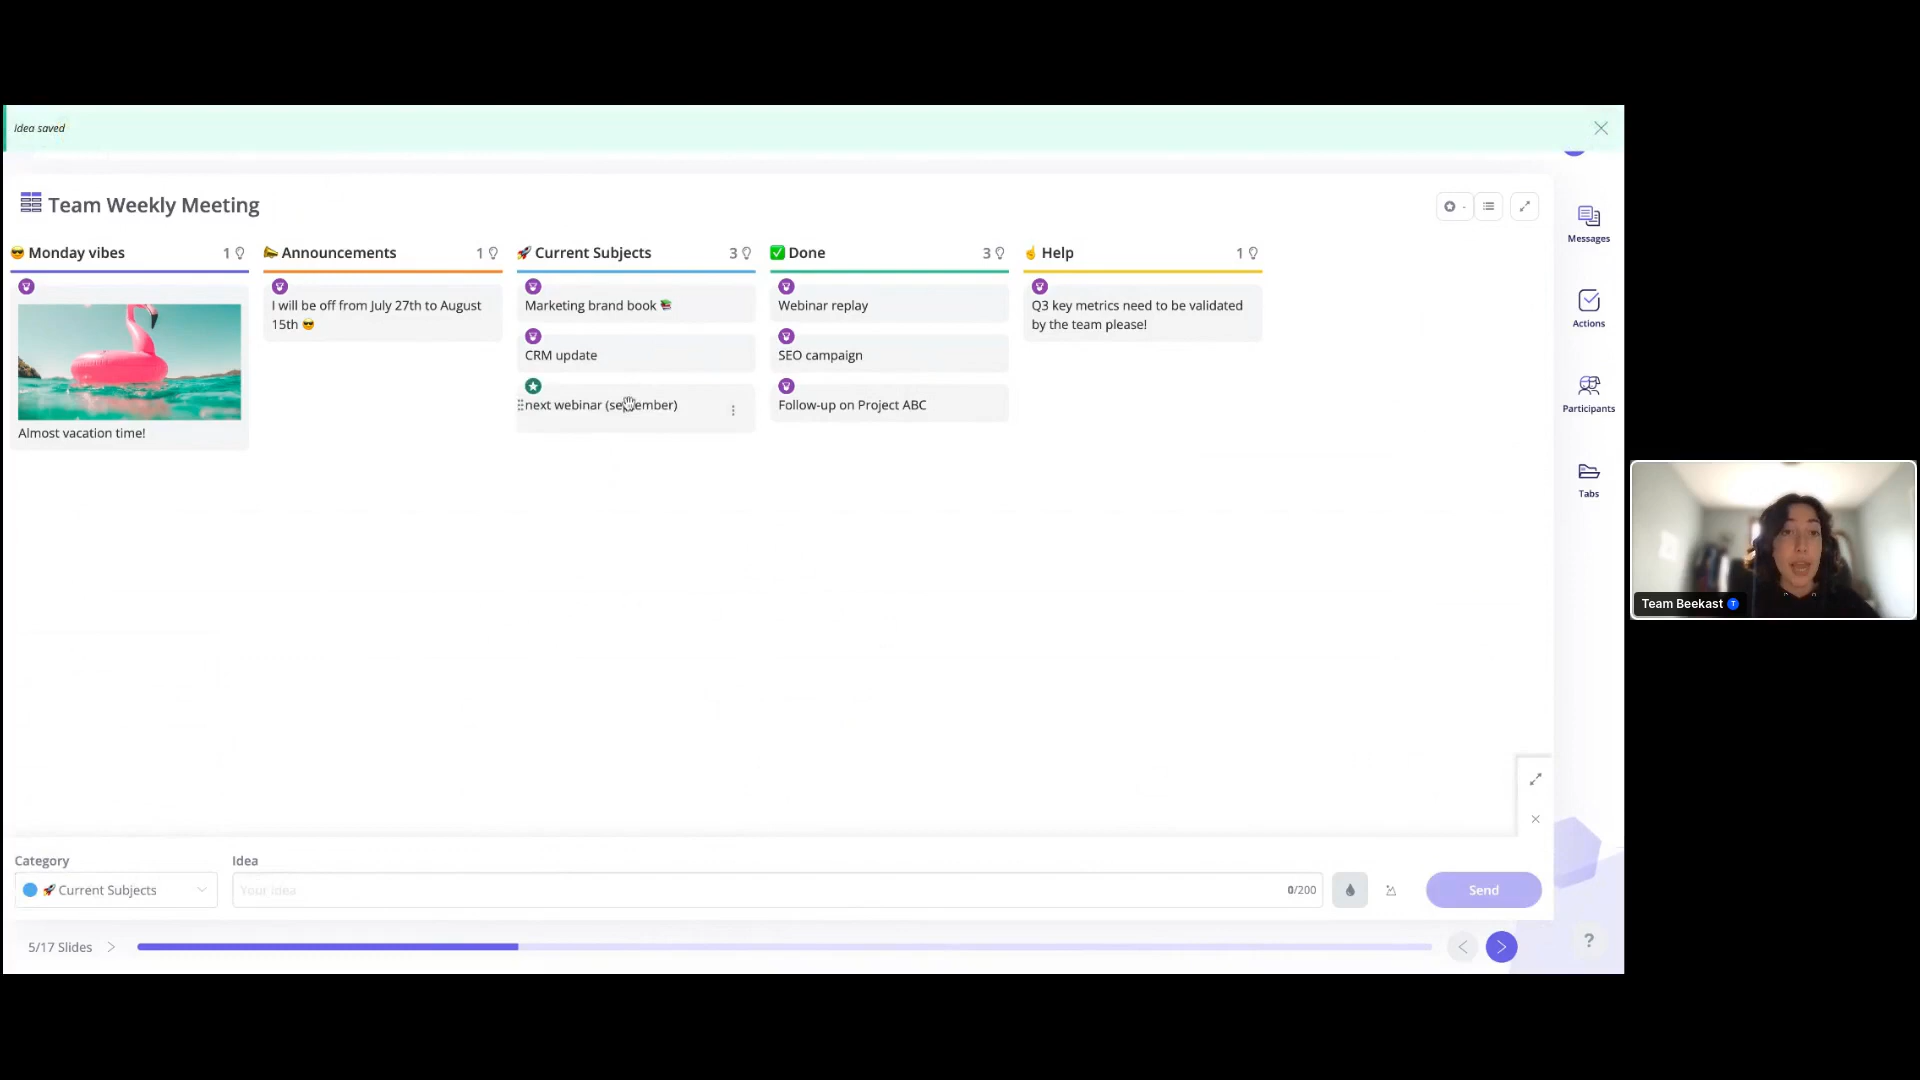 Idea saved
Team Weekly Meeting
😎 Monday vibes 1
📣 Announcements 1
🚀 Current Subjects 3
✅ Done 3
☝️ Help 1
Almost vacation time!
I will be off from July 27th to August
15th 😎
Marketing brand book 📚
CRM update
next webinar (september)
Webinar replay
SEO campaign
Follow-up on Project ABC
Q3 key metrics need to be validated
by the team please!
Messages
Actions
Participants
Tabs
Team Beekast T
Category
Idea
🚀 Current Subjects
Your idea
0/200
Send
5/17 Slides
?